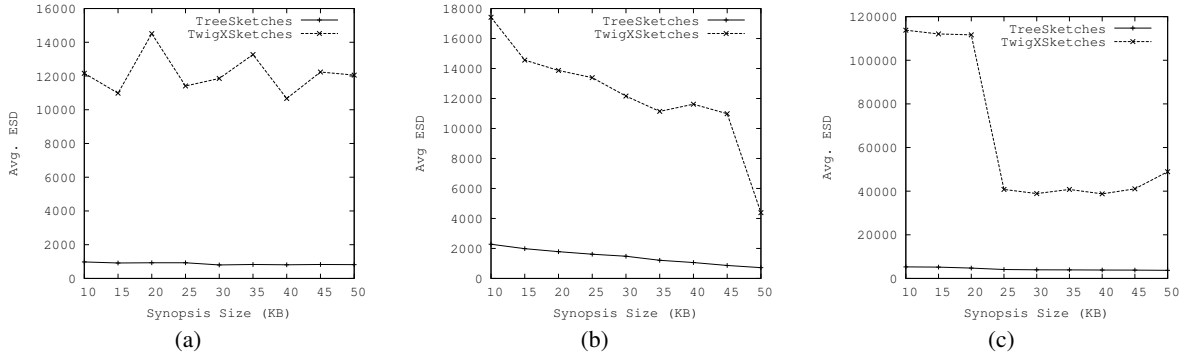 16000
14000
12000
10000
8000
6000
4000
2000
0
Avg. ESD
TreeSketches
TwigXSketches
10 15 20 25 30 35 40 45 50
Synopsis Size (KB)
(a)
18000
16000
14000
12000
10000
8000
6000
4000
2000
0
Avg ESD
TreeSketches
TwigXSketches
10 15 20 25 30 35 40 45 50
Synopsis Size (KB)
(b)
120000
100000
80000
60000
40000
20000
0
Avg. ESD
TreeSketches
TwigXSketches
10 15 20 25 30 35 40 45 50
Synopsis Size (KB)
(c)